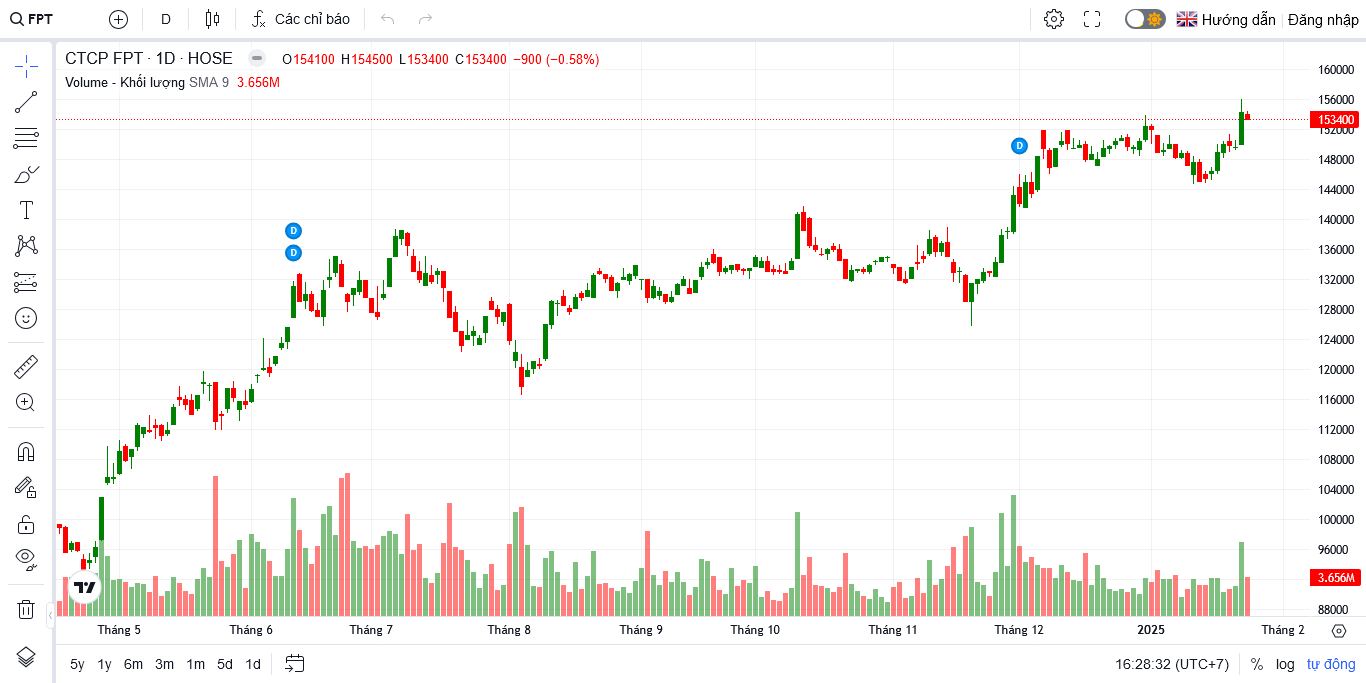 FPT D Các chỉ báo Hướng dẫn Đăng nhập
CTCP FPT · 1D · HOSE O154100 H154500 L153400 C153400 −900 (−0.58%)
Volume - Khối lượng SMA 9 3.656M
160000
156000
153400
152000
148000
144000
140000
136000
132000
128000
124000
120000
116000
112000
108000
104000
100000
96000
3.656M
88000
D
D
D
Tháng 5 Tháng 6 Tháng 7 Tháng 8 Tháng 9 Tháng 10 Tháng 11 Tháng 12 2025 Tháng 2
5y 1y 6m 3m 1m 5d 1d 16:28:32 (UTC+7) % log tự động